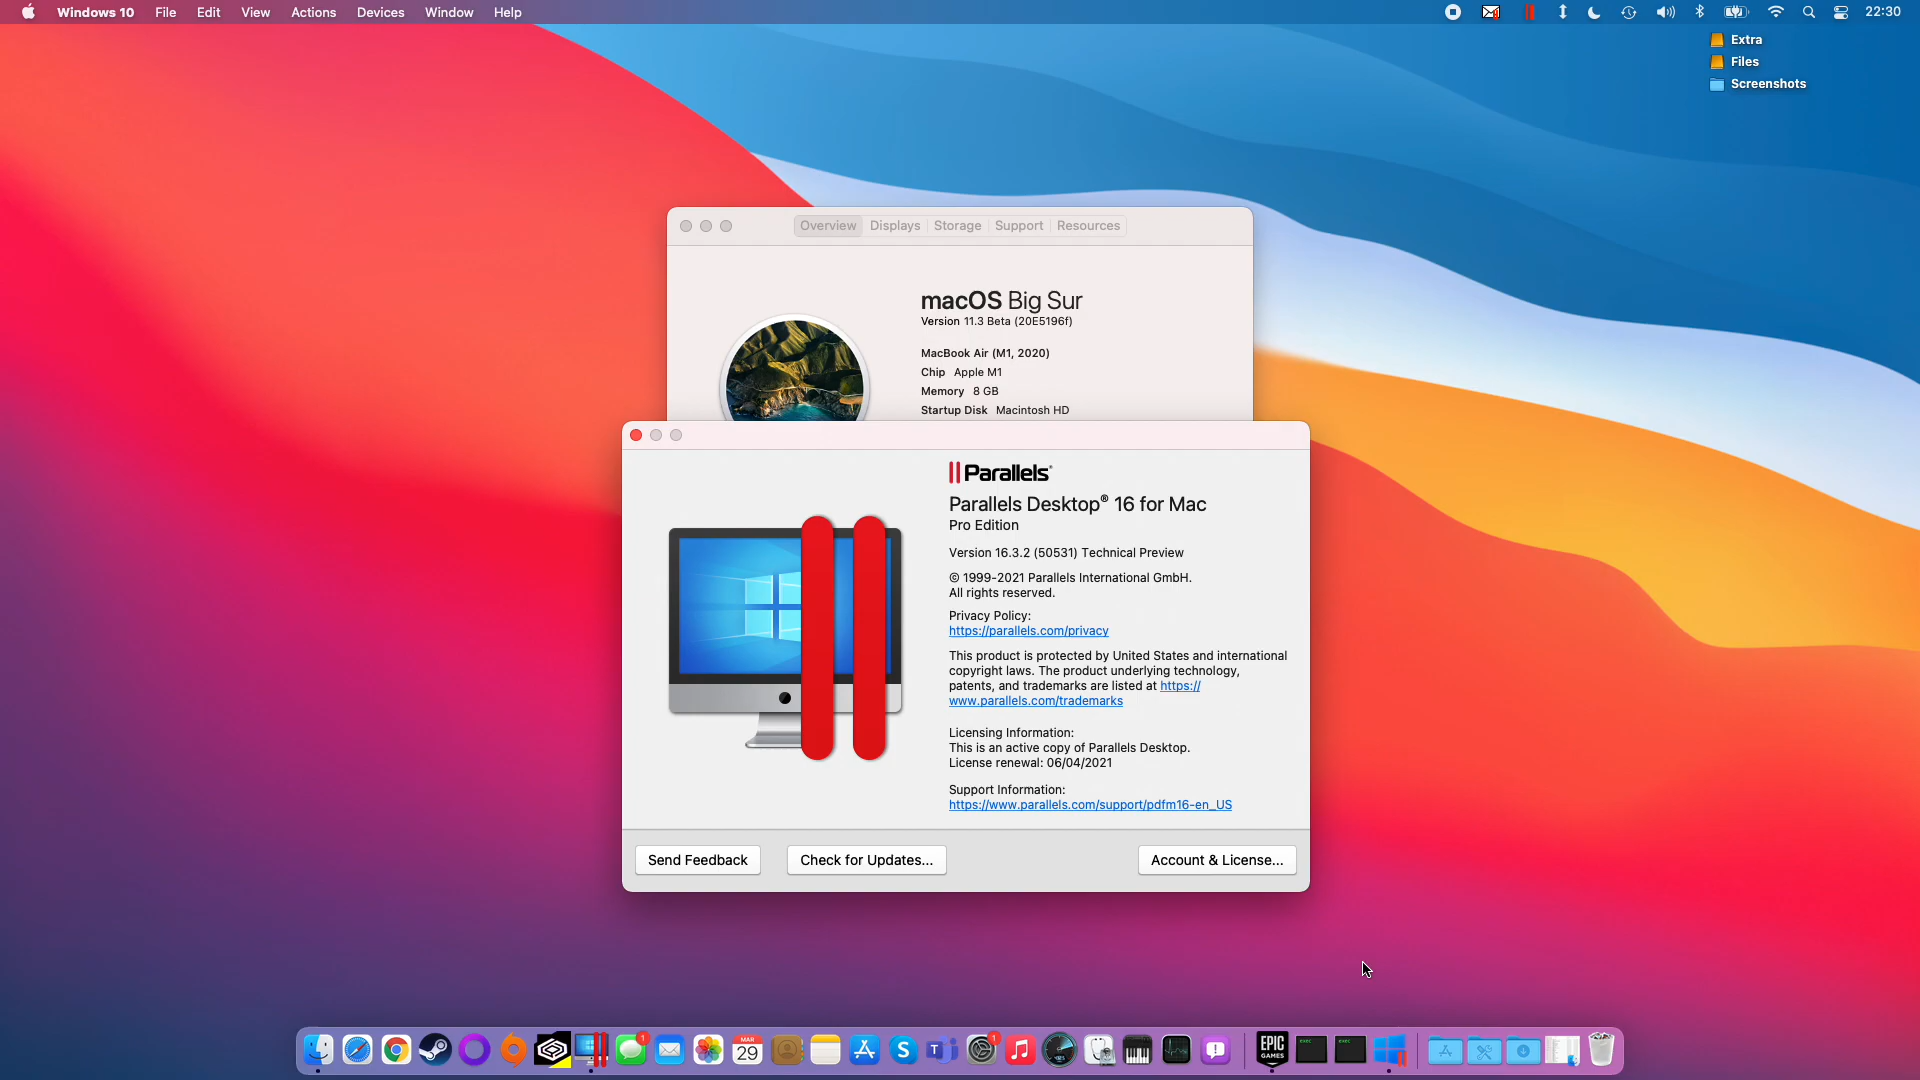 Windows 10 File Edit View Actions Devices Window Help 22:30
Extra
Files
Screenshots
Overview Displays Storage Support Resources
macOS Big Sur
Version 11.3 Beta (20E5196f)
MacBook Air (M1, 2020)
Chip Apple M1
Memory 8 GB
Startup Disk Macintosh HD
Parallels®
Parallels Desktop® 16 for Mac
Pro Edition
Version 16.3.2 (50531) Technical Preview
© 1999-2021 Parallels International GmbH.
All rights reserved.
Privacy Policy:
https://parallels.com/privacy
This product is protected by United States and international
copyright laws. The product underlying technology,
patents, and trademarks are listed at https://
www.parallels.com/trademarks
Licensing Information:
This is an active copy of Parallels Desktop.
License renewal: 06/04/2021
Support Information:
https://www.parallels.com/support/pdfm16-en_US
Send Feedback Check for Updates... Account & License...
1 MAR 29 1 EPIC GAMES exec exec